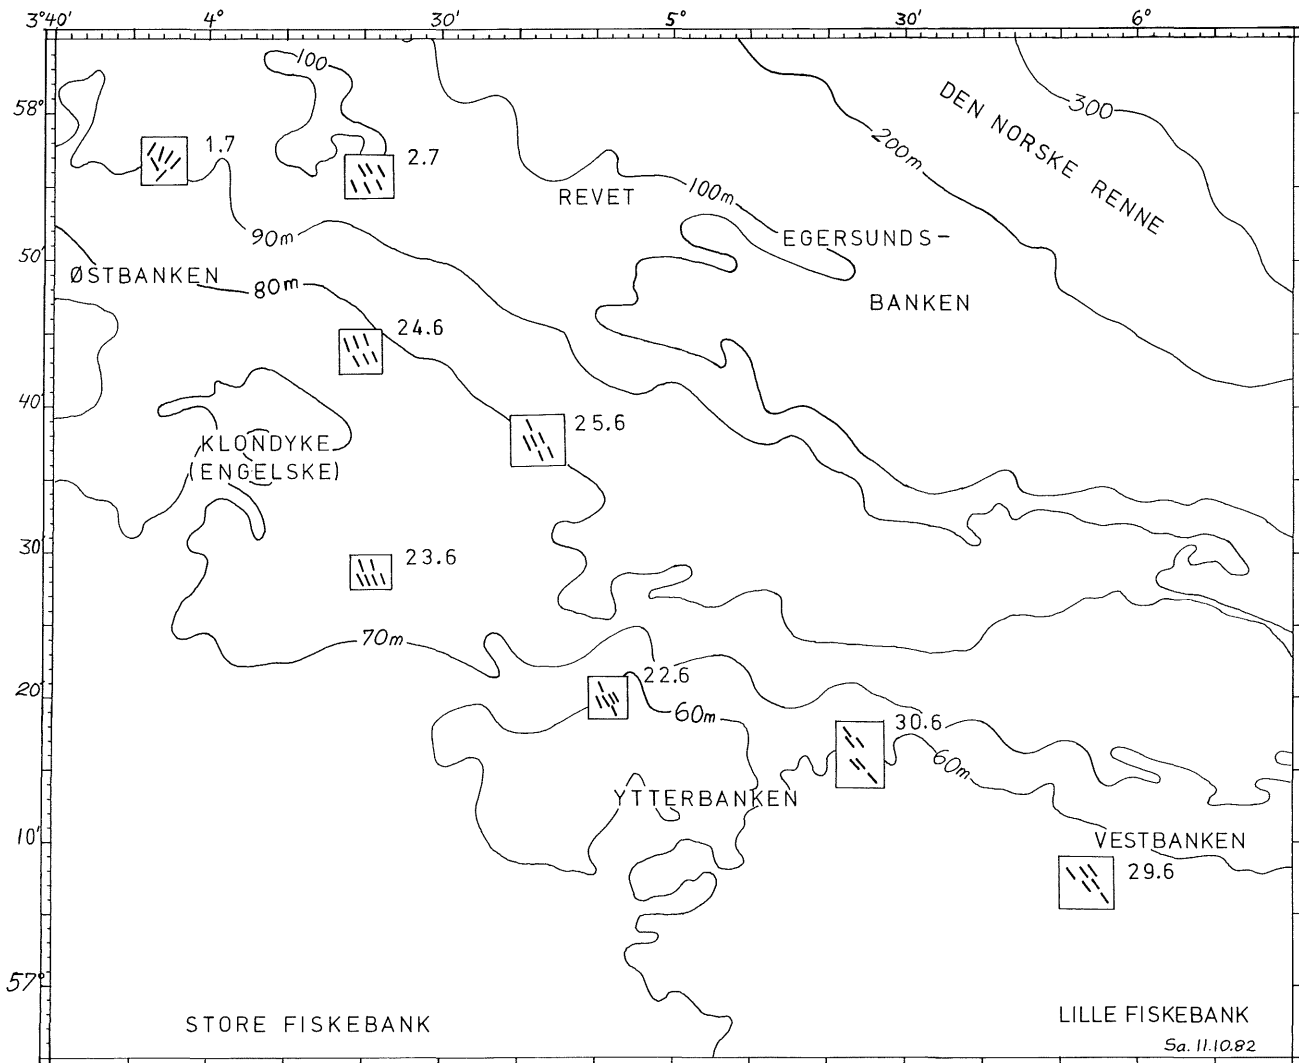 3°40' 4° 30' 5° 30' 6°
100
300
DEN NORSKE RENNE
58°
200m
1.7
2.7
100m
REVET
90m
EGERSUNDS-
50'
ØSTBANKEN
80m
BANKEN
24.6
40'
25.6
KLONDYKE
(ENGELSKE)
30'
23.6
70m
20'
22.6
60m
30.6
60m
YTTERBANKEN
10'
VESTBANKEN
29.6
57°
STORE FISKEBANK
LILLE FISKEBANK
Sa. 11.10.82